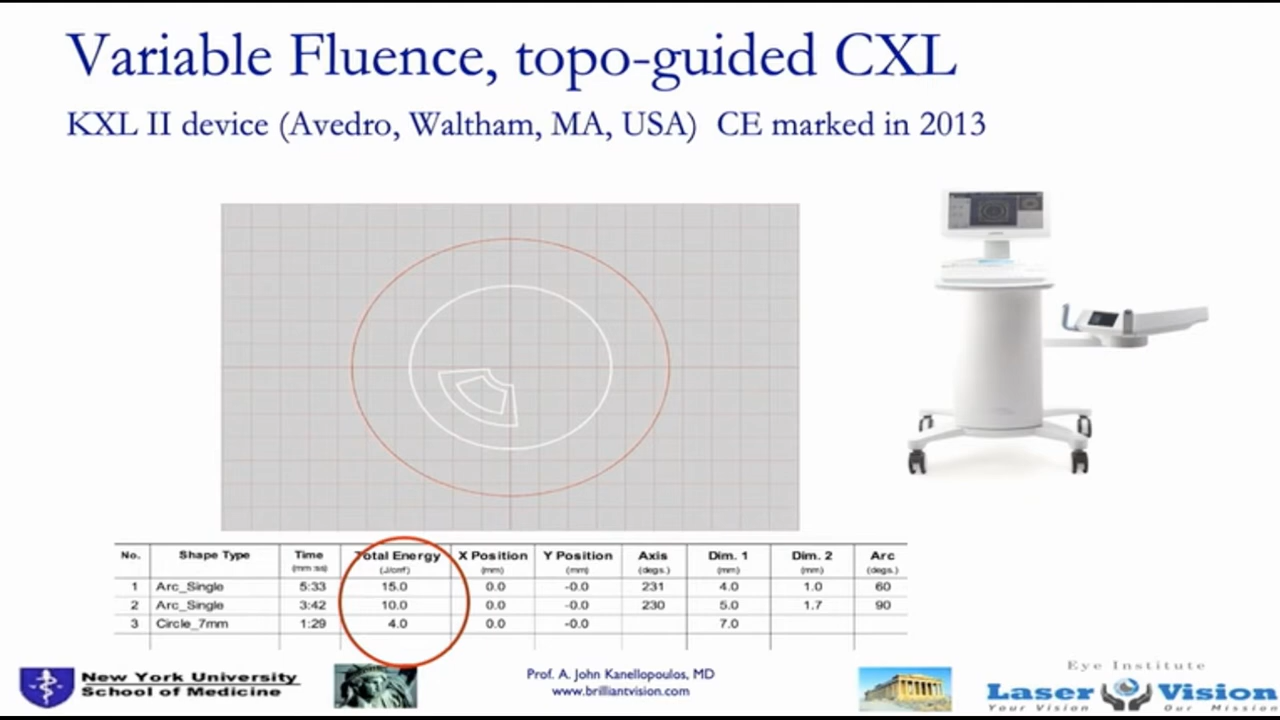 Variable Fluence, topo-guided CXL
KXL II device (Avedro, Waltham, MA, USA) CE marked in 2013
No. Shape Type Time Total Energy X Position Y Position Axis Dim. 1 Dim. 2 Arc
(mm:ss) (J/cm²) (mm) (mm) (degs.) (mm) (mm) (degs.)
1 Arc_Single 5:33 15.0 0.0 -0.0 231 4.0 1.0 60
2 Arc_Single 3:42 10.0 0.0 -0.0 230 5.0 1.7 90
3 Circle_7mm 1:29 4.0 0.0 -0.0 7.0
New York University
School of Medicine
Prof. A. John Kanellopoulos, MD
www.brilliantvision.com
Eye Institute
Laser Vision
Your Vision Our Mission